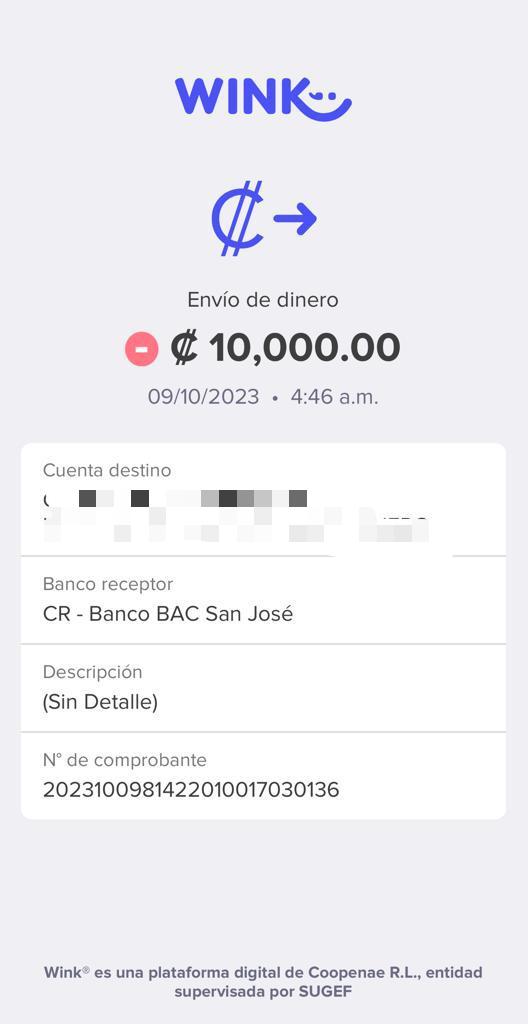 WINK
₡
Envío de dinero
₡ 10,000.00
09/10/2023 • 4:46 a.m.
Cuenta destino
Banco receptor
CR - Banco BAC San José
Descripción
(Sin Detalle)
N° de comprobante
2023100981422010017030136
Wink® es una plataforma digital de Coopenae R.L., entidad
supervisada por SUGEF